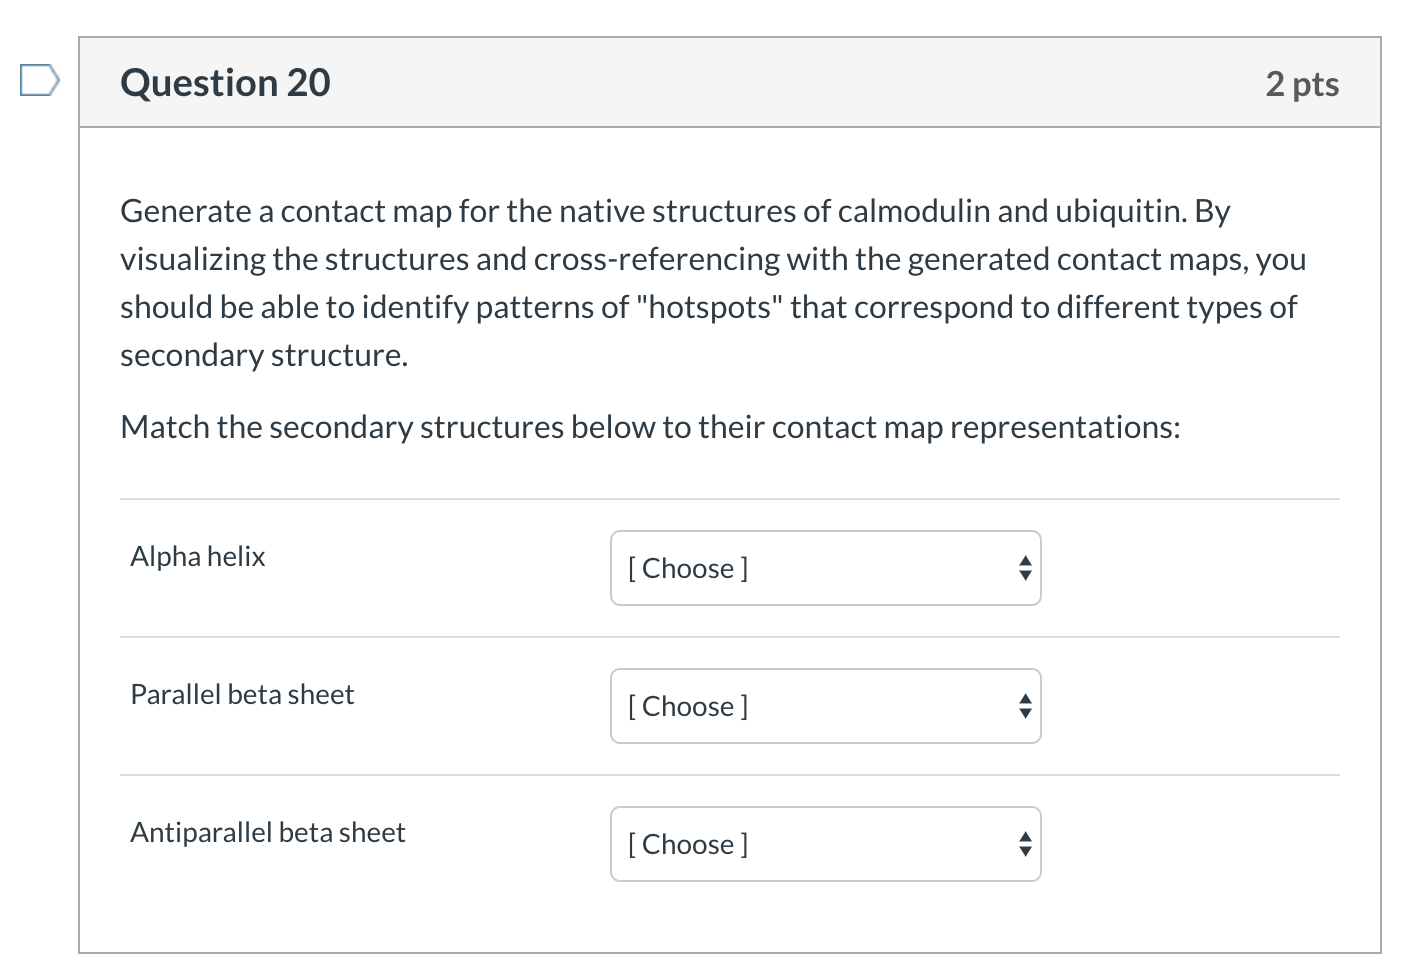 Question 20
2 pts
Generate a contact map for the native structures of calmodulin and ubiquitin. By
visualizing the structures and cross-referencing with the generated contact maps, you
should be able to identify patterns of "hotspots" that correspond to different types of
secondary structure.
Match the secondary structures below to their contact map representations:
Alpha helix
[ Choose ]
Parallel beta sheet
[ Choose ]
Antiparallel beta sheet
[ Choose ]